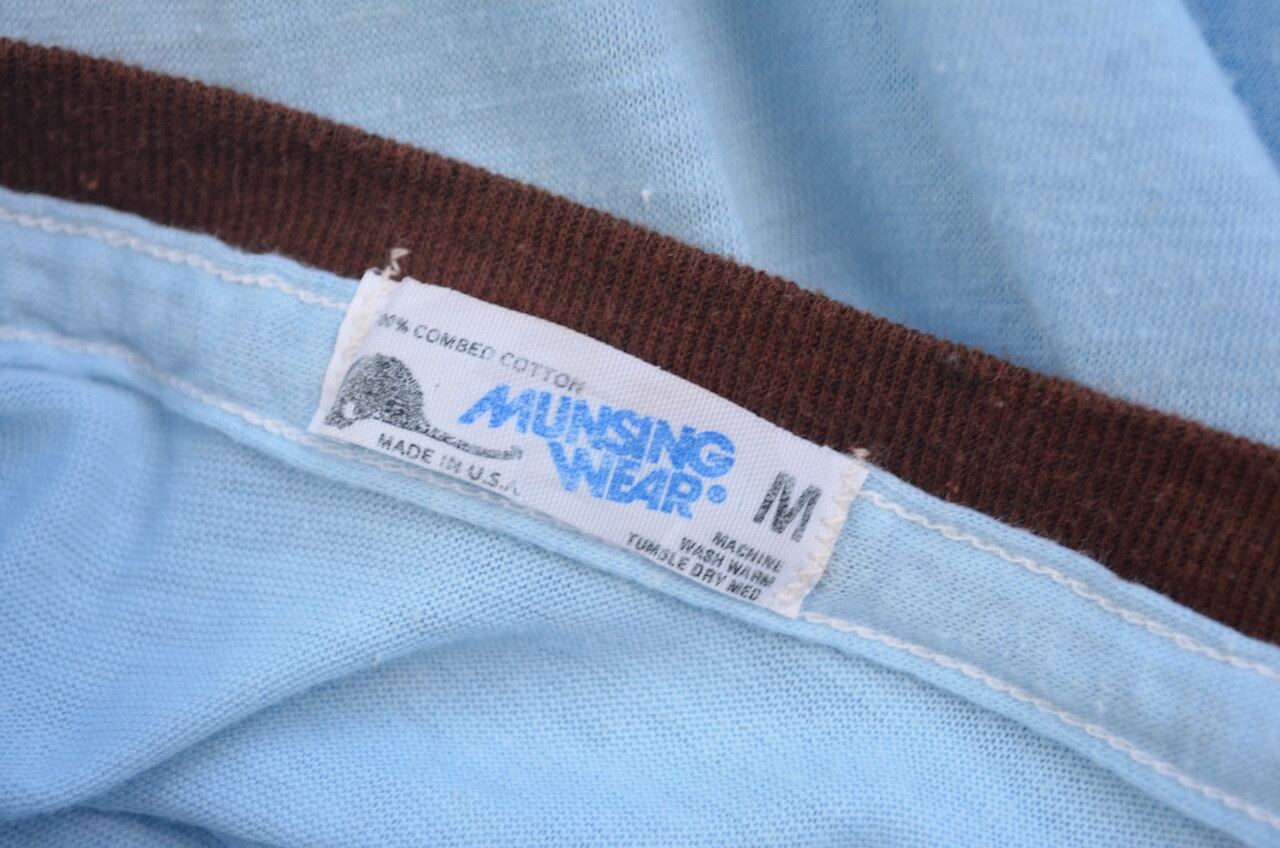 COMBED COTTON
MADE IN U.S.A
MUNSING
WEAR®
M
MACHINE
WASH WARM
TUMBLE DRY MED